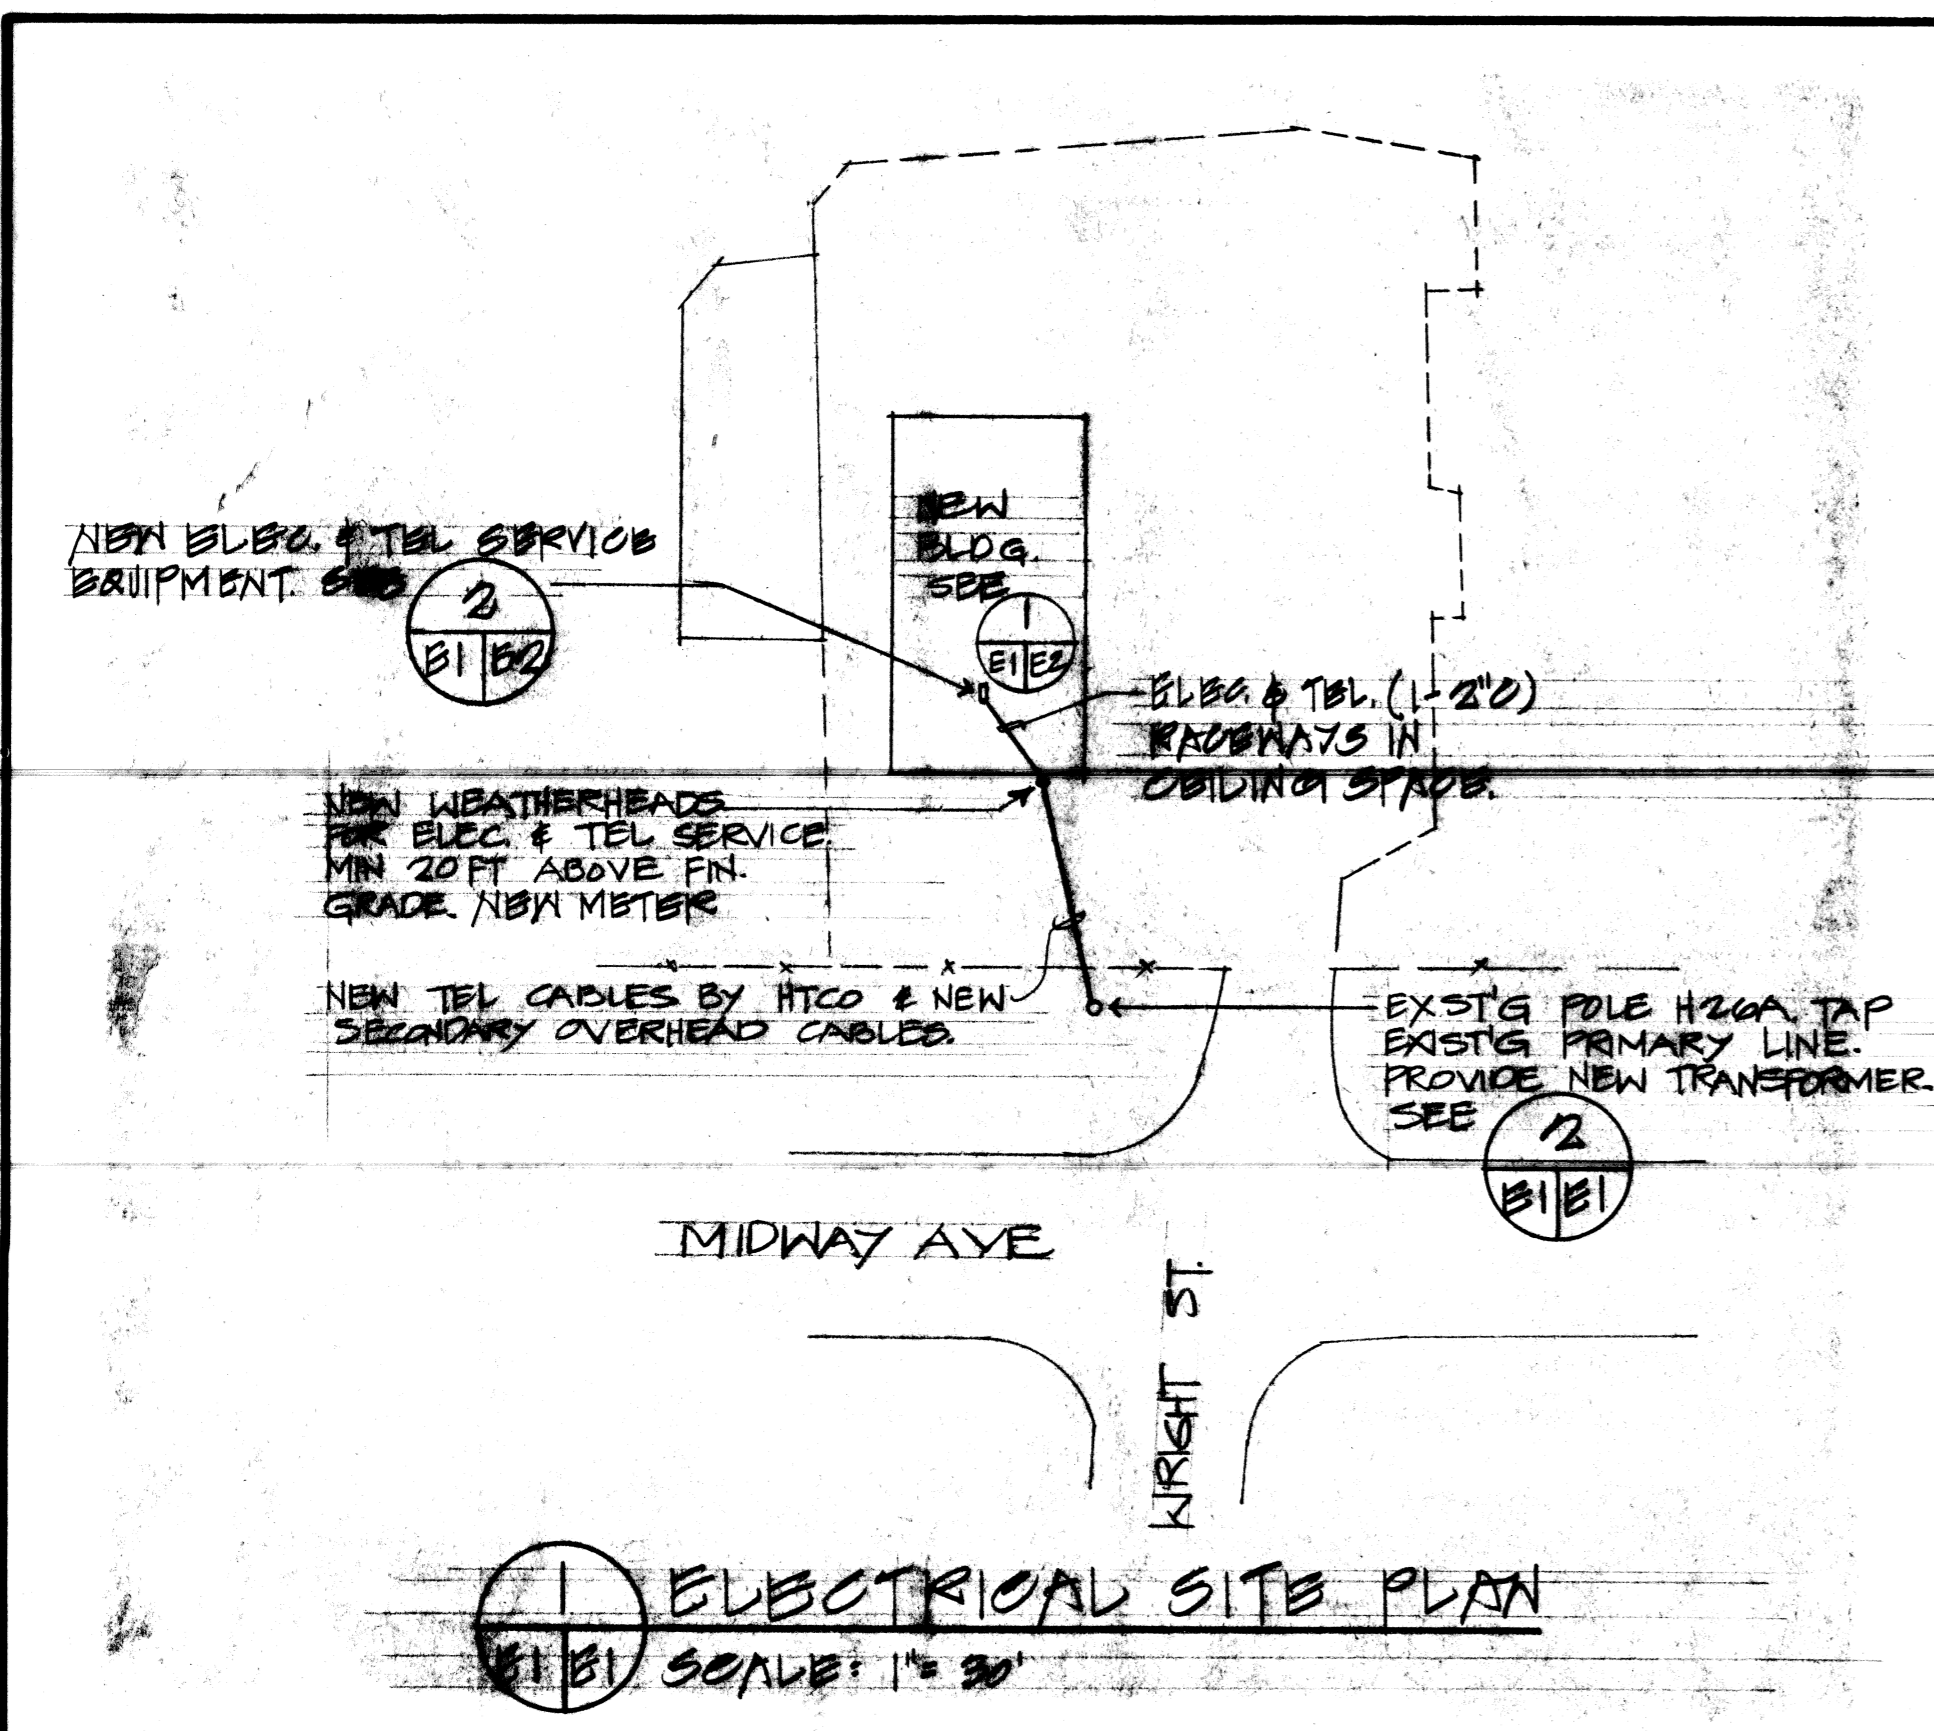 NEW
BLDG.
SEE
1
E1 E2
NEW ELEC. & TEL SERVICE
EQUIPMENT. SEE
2
E1 E2
ELEC. & TEL. (1-2"C)
RACEWAYS IN
CEILING SPACE.
NEW WEATHERHEADS
FOR ELEC. & TEL SERVICE.
MIN 20 FT ABOVE FIN.
GRADE. NEW METER
NEW TEL CABLES BY HTCO & NEW
SECONDARY OVERHEAD CABLES.
EXST'G POLE H26A. TAP
EXIST'G PRIMARY LINE.
PROVIDE NEW TRANSFORMER.
SEE
2
E1 E1
MIDWAY AVE
WRIGHT ST.
1
E1 E1
ELECTRICAL SITE PLAN
SCALE: 1"= 30'